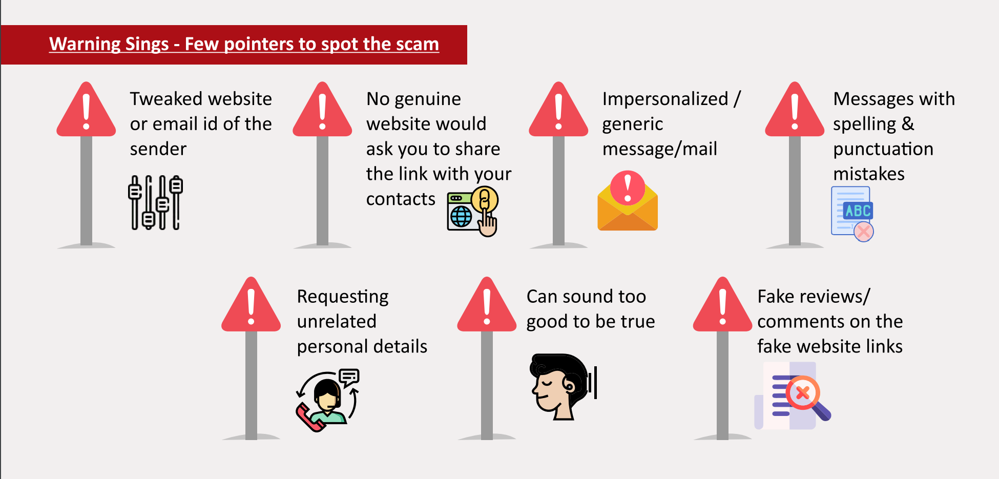 Warning Sings - Few pointers to spot the scam
Tweaked website
or email id of the
sender
No genuine
website would
ask you to share
the link with your
contacts
Impersonalized /
generic
message/mail
Messages with
spelling &
punctuation
mistakes
ABC
Requesting
unrelated
personal details
Can sound too
good to be true
Fake reviews/
comments on the
fake website links